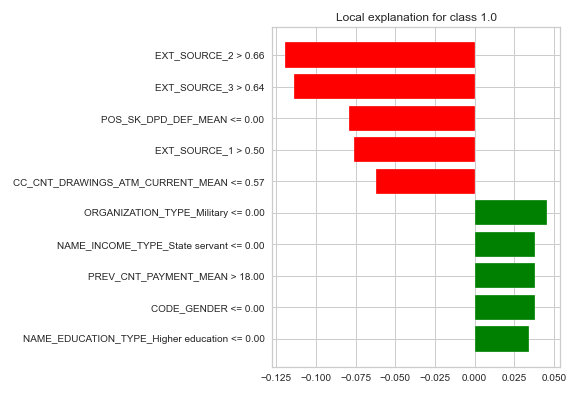 Local explanation for class 1.0
EXT_SOURCE_2 > 0.66
EXT_SOURCE_3 > 0.64
POS_SK_DPD_DEF_MEAN <= 0.00
EXT_SOURCE_1 > 0.50
CC_CNT_DRAWINGS_ATM_CURRENT_MEAN <= 0.57
ORGANIZATION_TYPE_Military <= 0.00
NAME_INCOME_TYPE_State servant <= 0.00
PREV_CNT_PAYMENT_MEAN > 18.00
CODE_GENDER <= 0.00
NAME_EDUCATION_TYPE_Higher education <= 0.00
−0.125 −0.100 −0.075 −0.050 −0.025 0.000 0.025 0.050